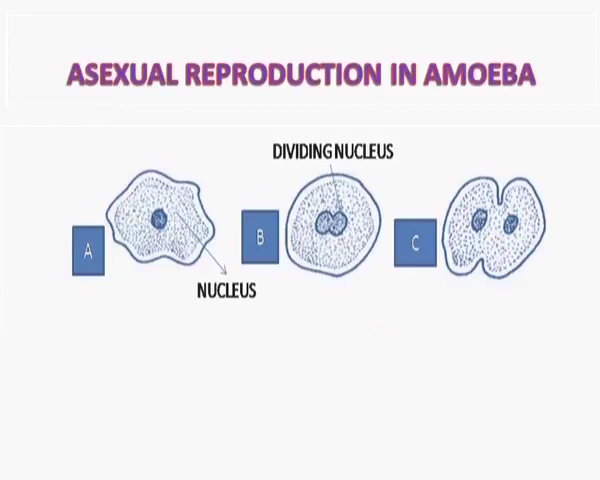 ASEXUAL REPRODUCTION IN AMOEBA
DIVIDING NUCLEUS
A
B
C
NUCLEUS